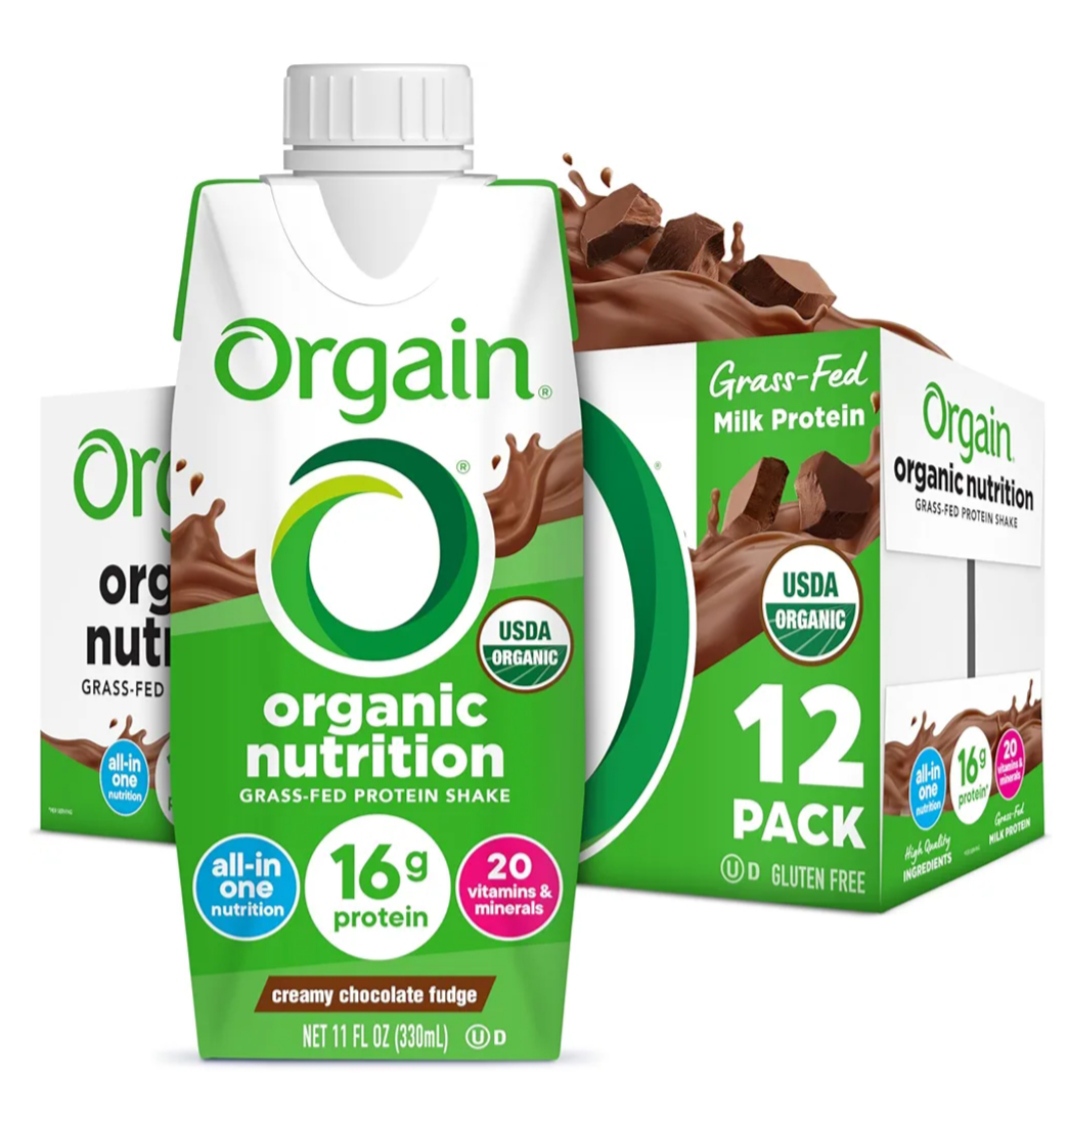 Orgain®
®
USDA
ORGANIC
organic
nutrition
GRASS-FED PROTEIN SHAKE
all-in
one
nutrition
16g
protein
20
vitamins &
minerals
creamy chocolate fudge
NET 11 FL OZ (330mL) U D
Org
org
nutr
GRASS-FED
all-in
one
nutrition
Grass-Fed
Milk Protein
USDA
ORGANIC
12
PACK
U D GLUTEN FREE
Orgain
organic nutrition
GRASS-FED PROTEIN SHAKE
all-in
one
nutrition
16g
protein*
20
vitamins &
minerals
High Quality
INGREDIENTS
Grass-Fed
MILK PROTEIN